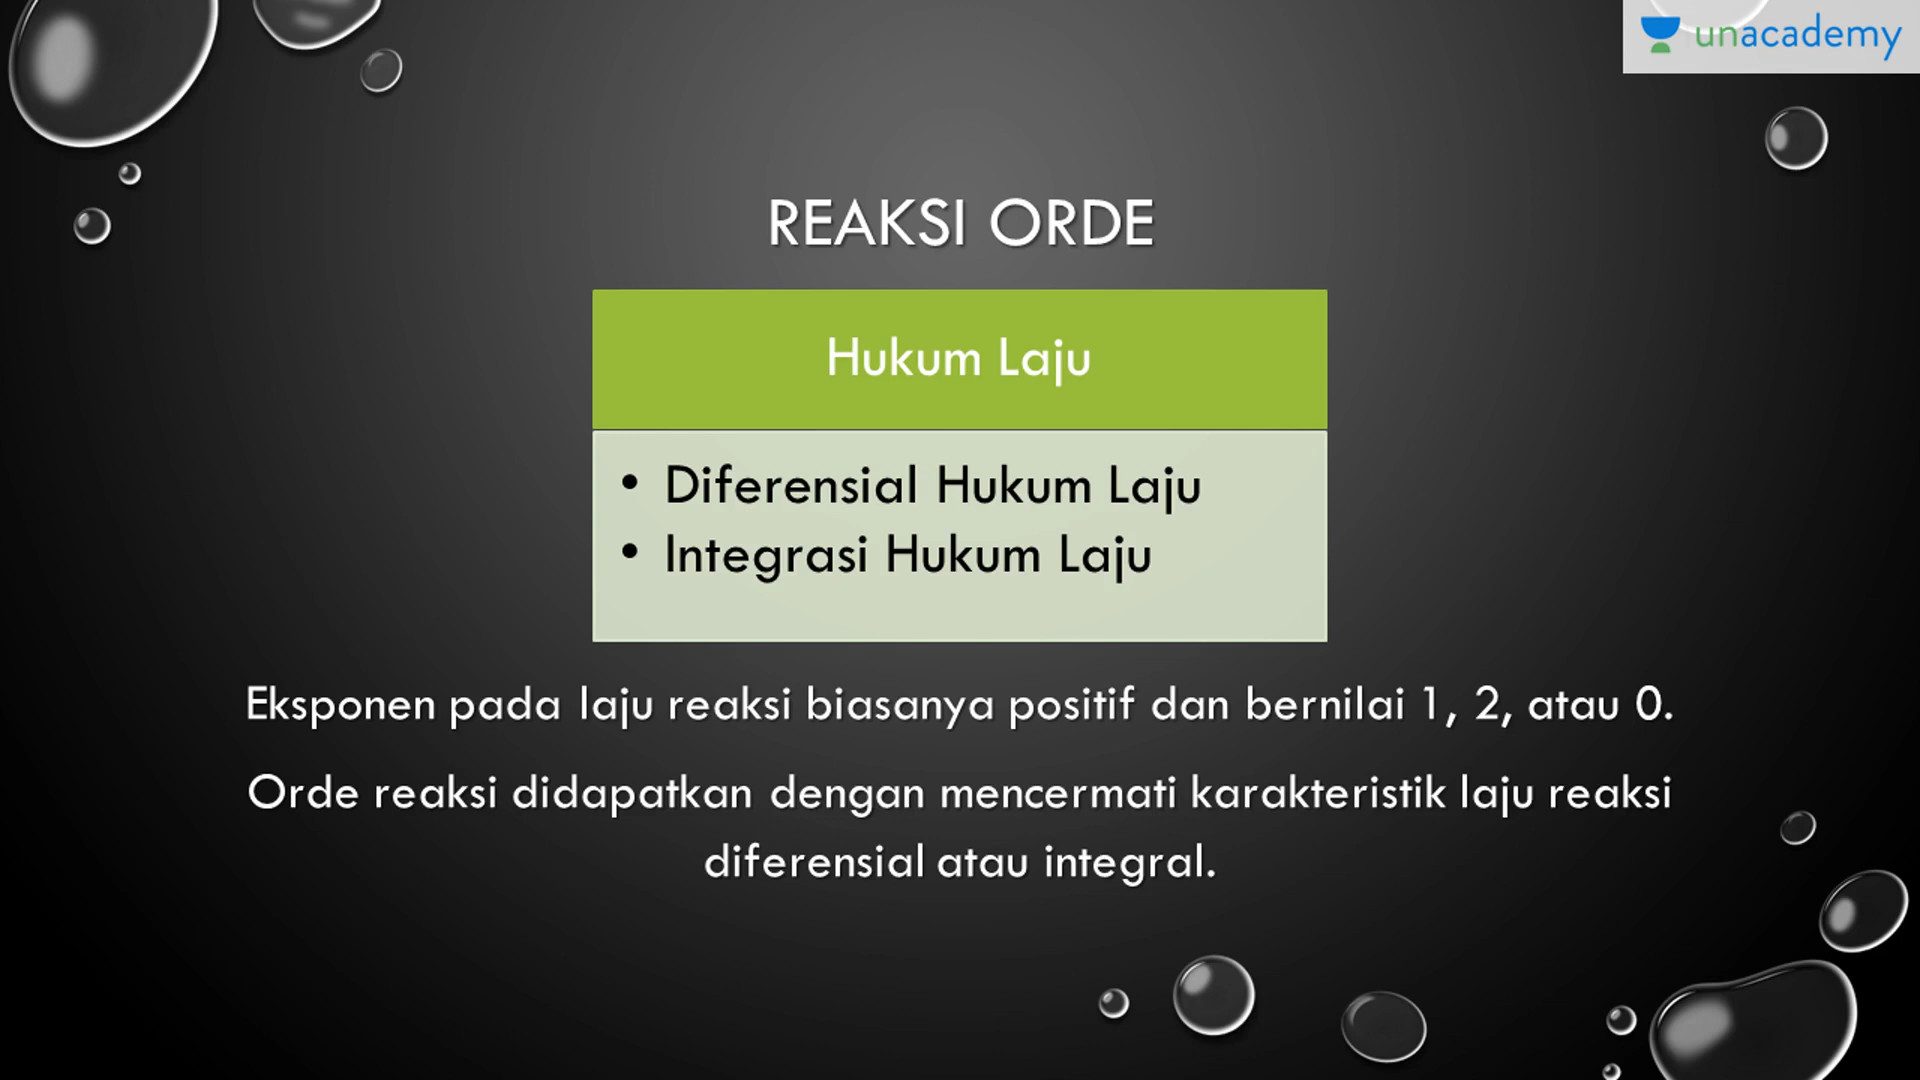 unacademy
REAKSI ORDE
Hukum Laju
• Diferensial Hukum Laju
• Integrasi Hukum Laju
Eksponen pada laju reaksi biasanya positif dan bernilai 1, 2, atau 0.
Orde reaksi didapatkan dengan mencermati karakteristik laju reaksi
diferensial atau integral.